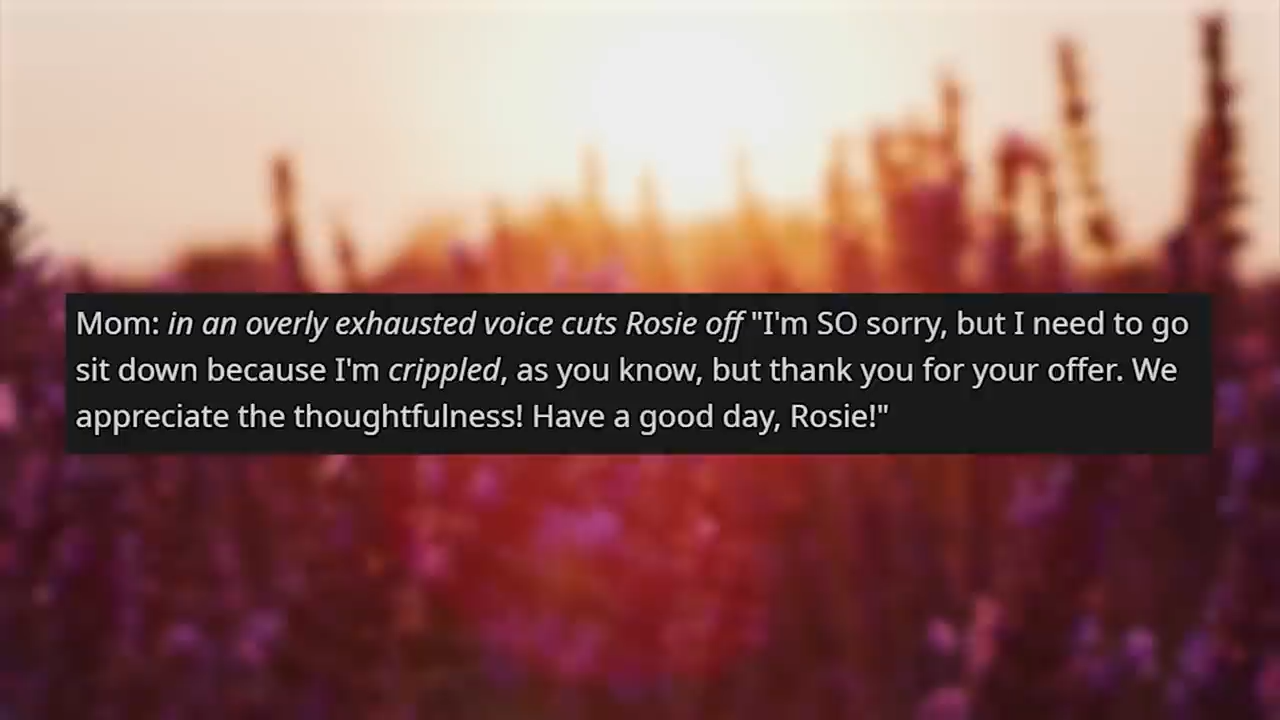 Mom: in an overly exhausted voice cuts Rosie off "I'm SO sorry, but I need to go
sit down because I'm crippled, as you know, but thank you for your offer. We
appreciate the thoughtfulness! Have a good day, Rosie!"